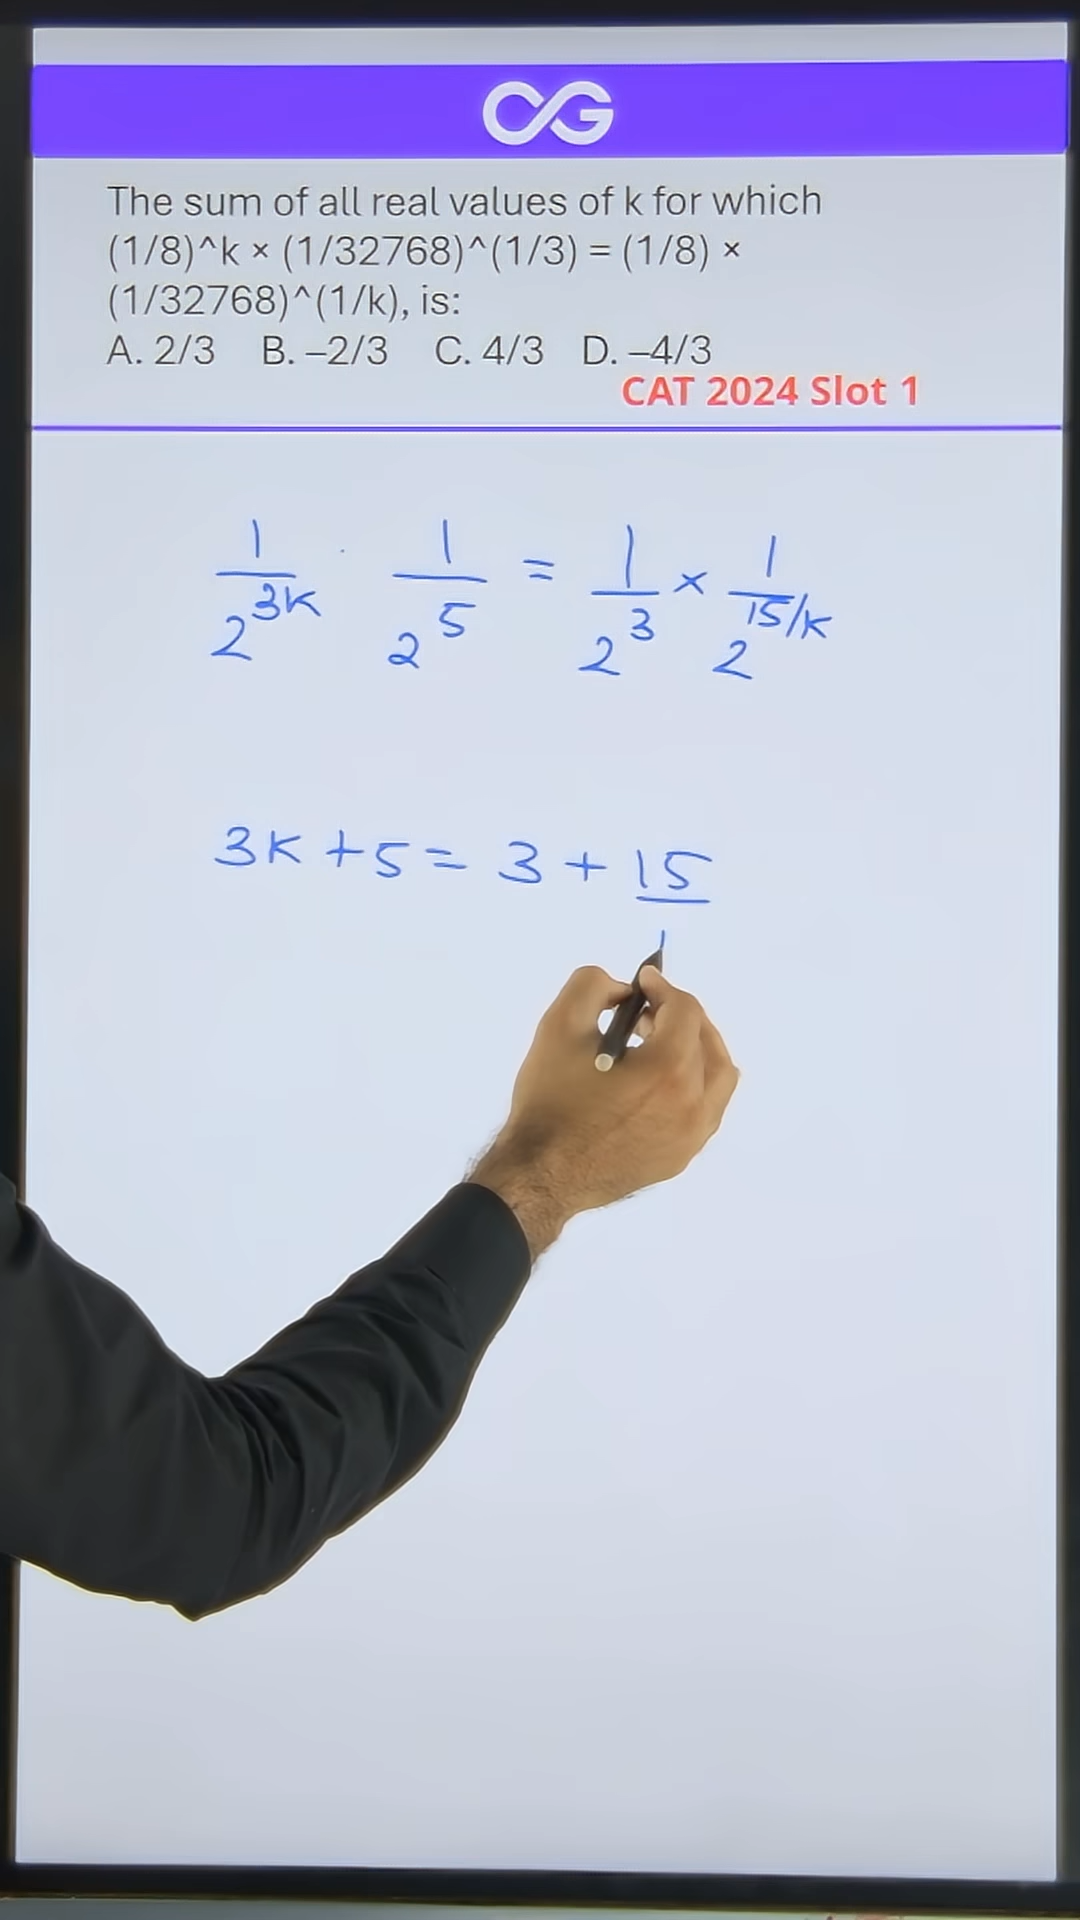 CG
The sum of all real values of k for which
(1/8)^k × (1/32768)^(1/3) = (1/8) ×
(1/32768)^(1/k), is:
A. 2/3 B. –2/3 C. 4/3 D. –4/3
CAT 2024 Slot 1
1/2^3K · 1/2^5 = 1/2^3 × 1/2^15/K
3K + 5 = 3 + 15